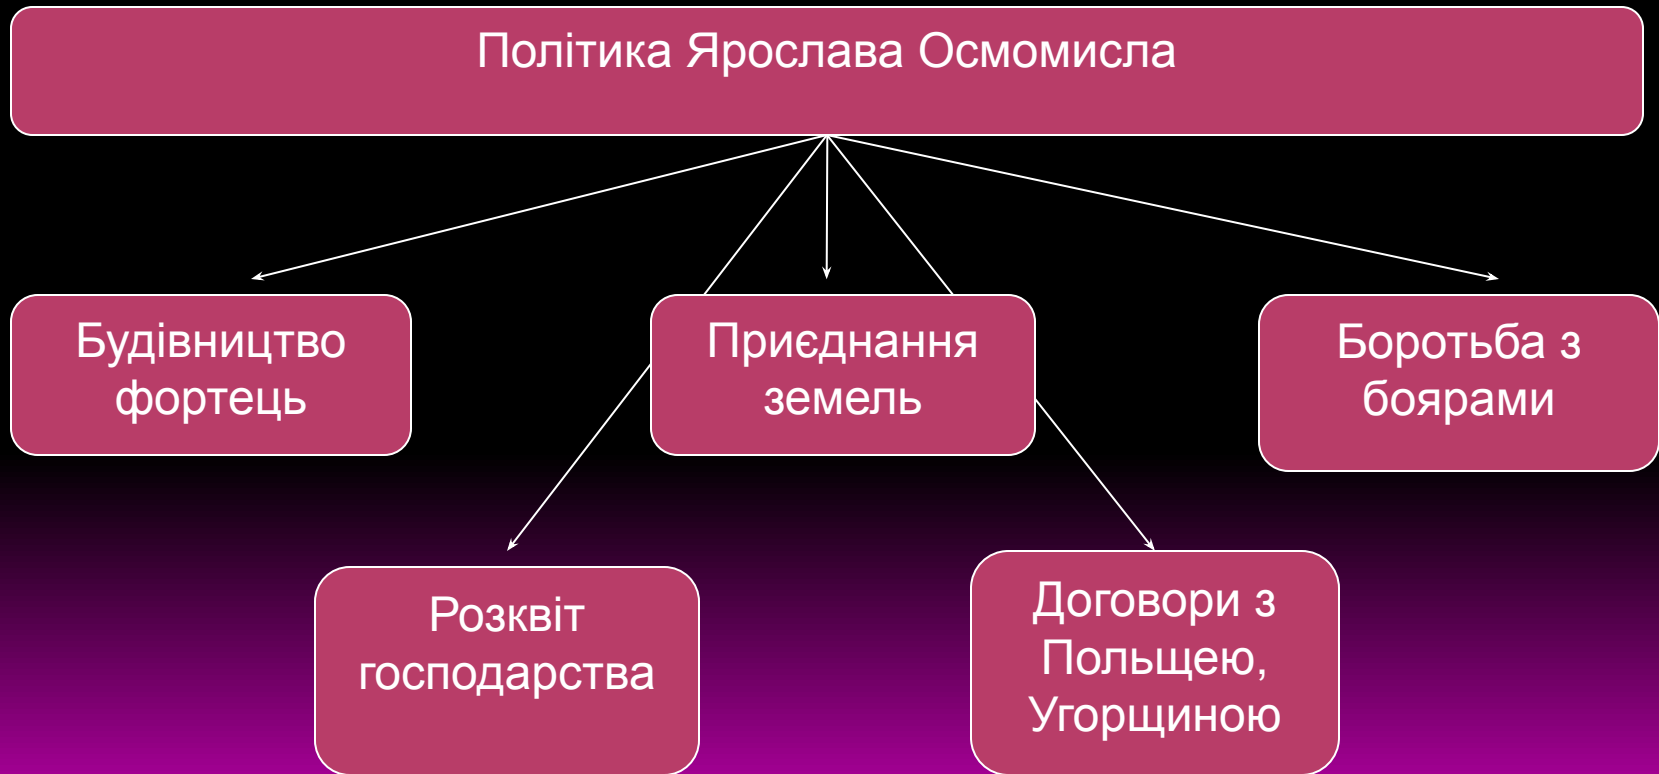 Політика Ярослава Осмомисла
Будівництво
фортець
Приєднання
земель
Боротьба з
боярами
Розквіт
господарства
Договори з
Польщею,
Угорщиною